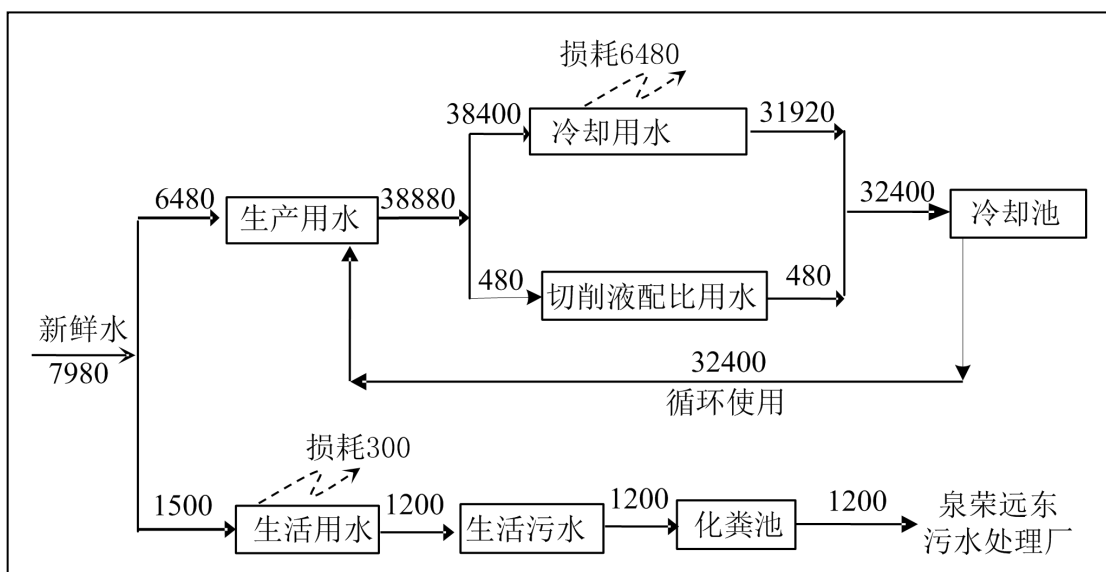 损耗6480
38400
冷却用水
31920
6480
生产用水
38880
32400
冷却池
480
切削液配比用水
480
新鲜水
7980
32400
循环使用
损耗300
1500
生活用水
1200
生活污水
1200
化粪池
1200
泉荣远东
污水处理厂